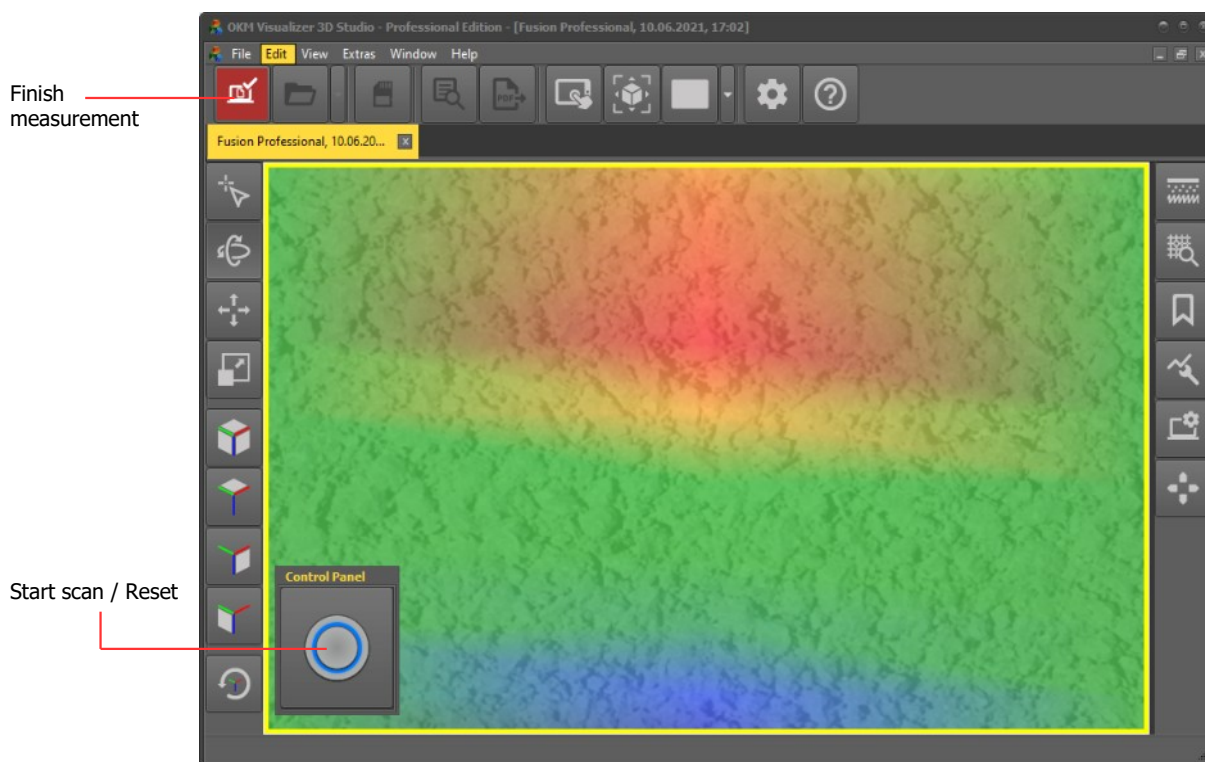 OKM Visualizer 3D Studio - Professional Edition - [Fusion Professional, 10.06.2021, 17:02]
File Edit View Extras Window Help
Finish
measurement
PDF
Fusion Professional, 10.06.20...
Control Panel
Start scan / Reset